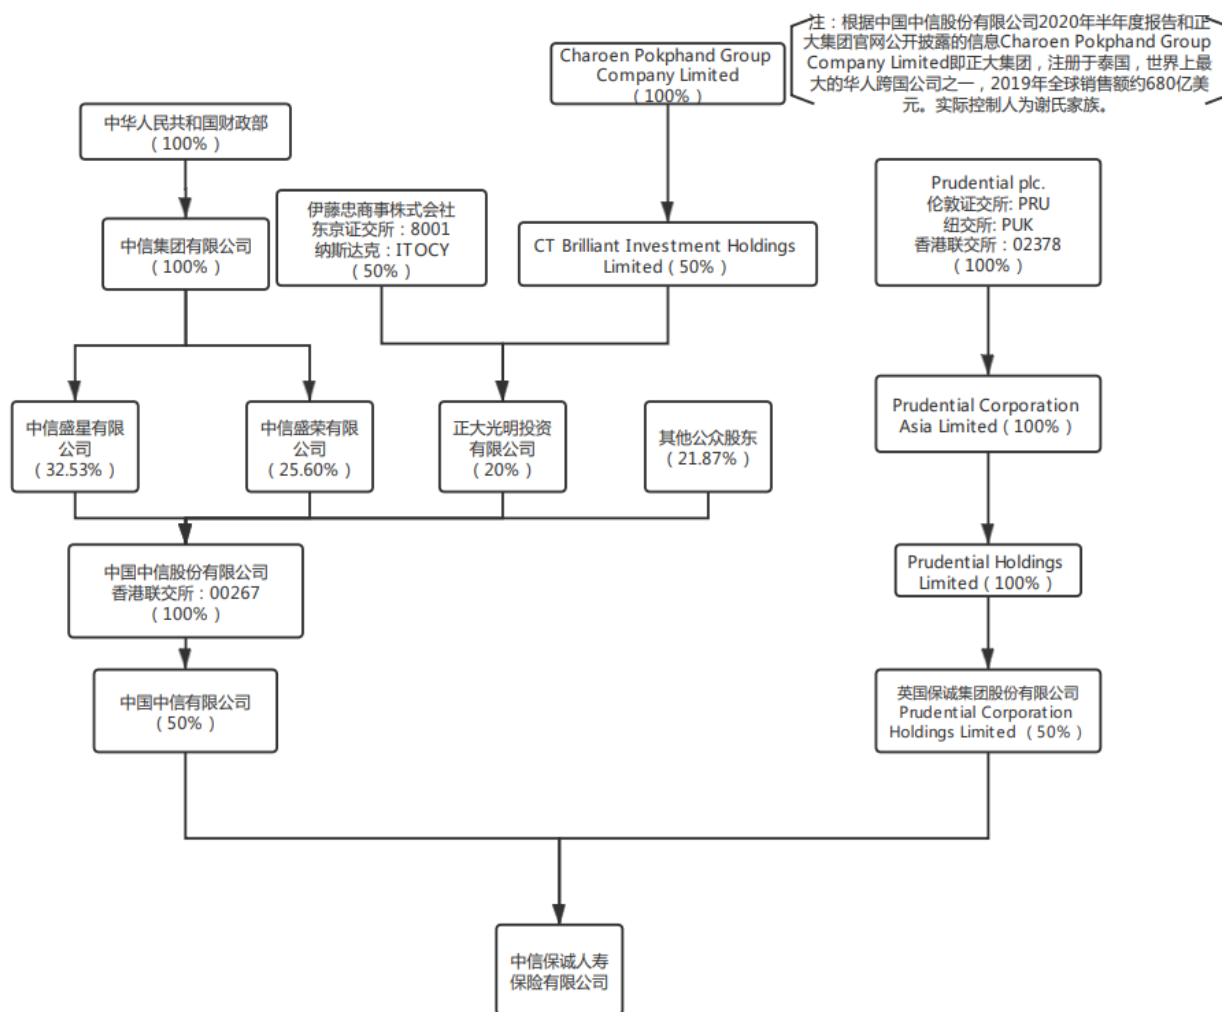 注：根据中国中信股份有限公司2020年半年度报告和正
大集团官网公开披露的信息Charoen Pokphand Group
Company Limited即正大集团，注册于泰国，世界上最
大的华人跨国公司之一，2019年全球销售额约680亿美
元。实际控制人为谢氏家族。
Charoen Pokphand Group
Company Limited
（100%）
中华人民共和国财政部
（100%）
伊藤忠商事株式会社
东京证交所：8001
纳斯达克：ITOCY
（50%）
Prudential plc.
伦敦证交所: PRU
纽交所: PUK
香港联交所：02378
（100%）
中信集团有限公司
（100%）
CT Brilliant Investment Holdings
Limited（50%）
中信盛星有限
公司
（32.53%）
中信盛荣有限
公司
（25.60%）
正大光明投资
有限公司
（20%）
其他公众股东
（21.87%）
Prudential Corporation
Asia Limited（100%）
中国中信股份有限公司
香港联交所：00267
（100%）
Prudential Holdings
Limited（100%）
中国中信有限公司
（50%）
英国保诚集团股份有限公司
Prudential Corporation
Holdings Limited （50%）
中信保诚人寿
保险有限公司